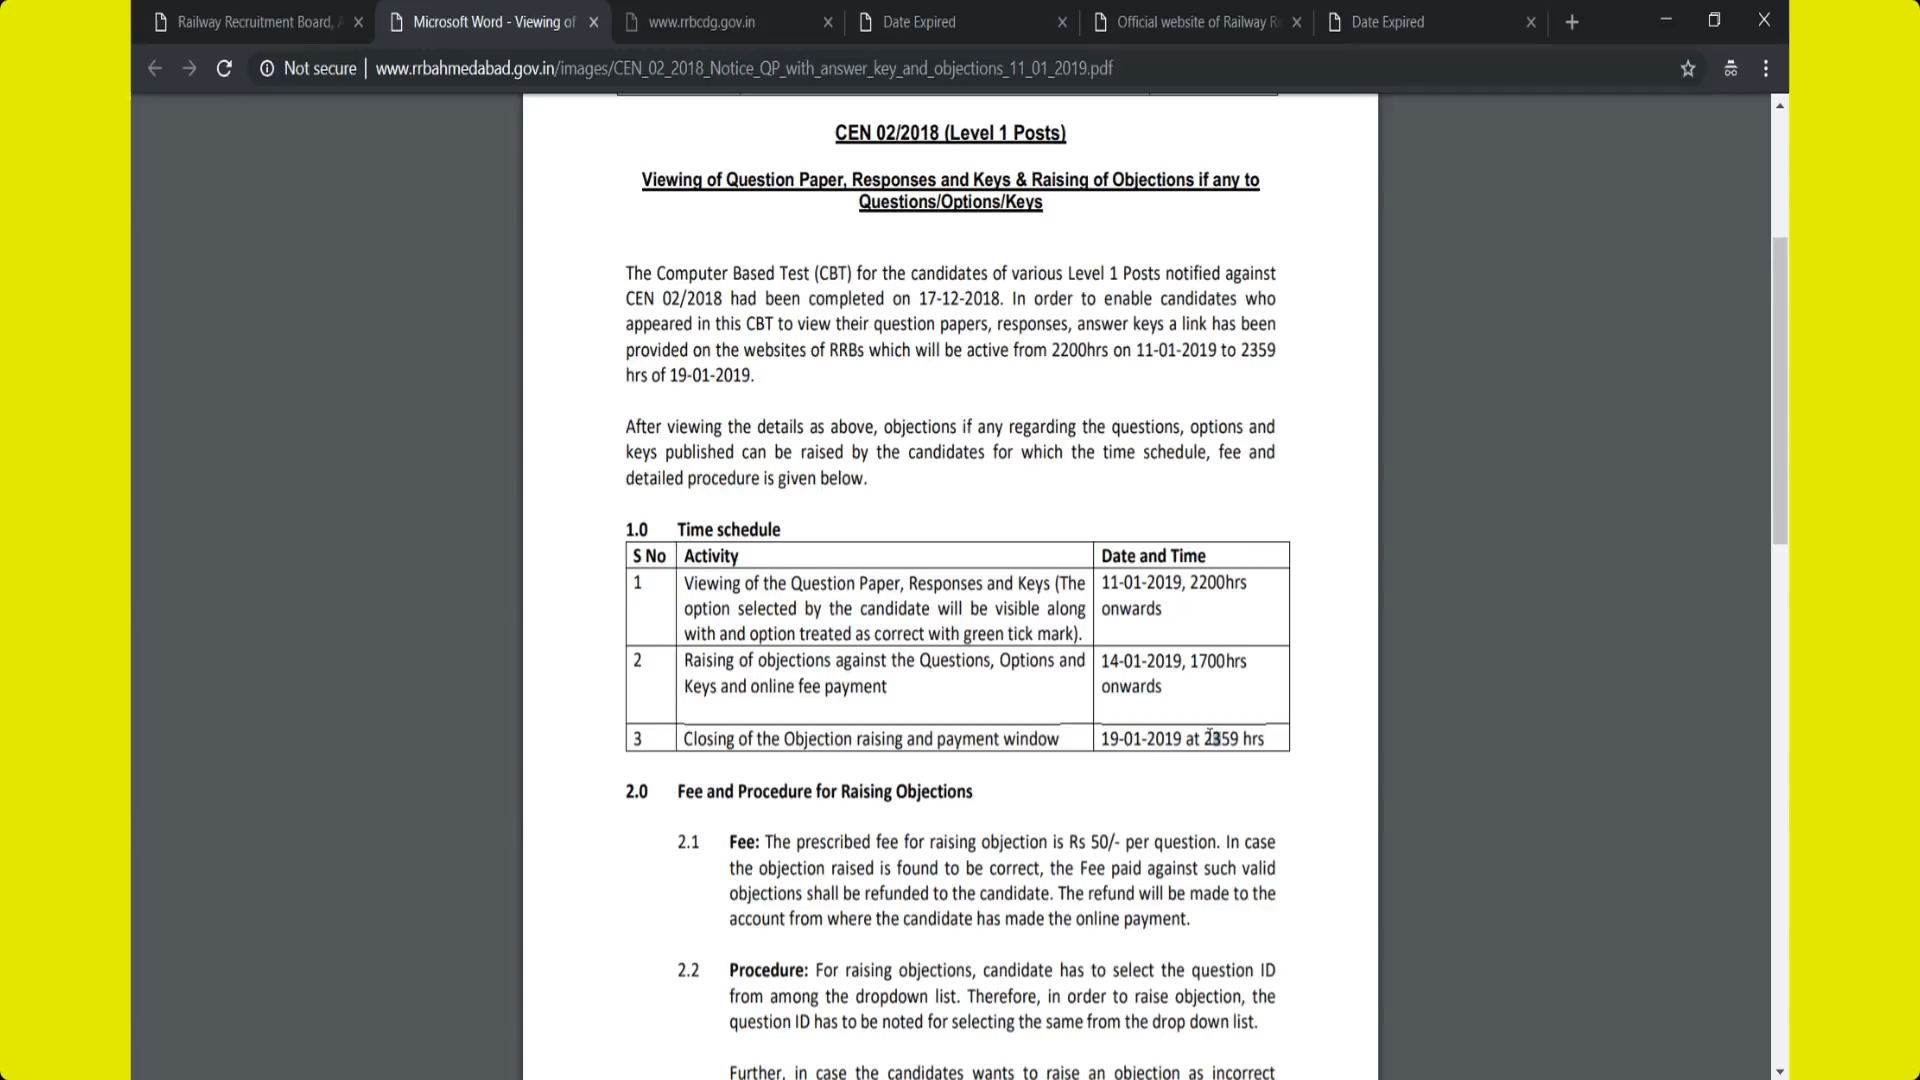 Railway Recruitment Board, A
Microsoft Word - Viewing of
www.rrbcdg.gov.in
Date Expired
Official website of Railway Re
Date Expired
Not secure | www.rrbahmedabad.gov.in/images/CEN_02_2018_Notice_QP_with_answer_key_and_objections_11_01_2019.pdf
CEN 02/2018 (Level 1 Posts)
Viewing of Question Paper, Responses and Keys & Raising of Objections if any to
Questions/Options/Keys
The Computer Based Test (CBT) for the candidates of various Level 1 Posts notified against
CEN 02/2018 had been completed on 17-12-2018. In order to enable candidates who
appeared in this CBT to view their question papers, responses, answer keys a link has been
provided on the websites of RRBs which will be active from 2200hrs on 11-01-2019 to 2359
hrs of 19-01-2019.
After viewing the details as above, objections if any regarding the questions, options and
keys published can be raised by the candidates for which the time schedule, fee and
detailed procedure is given below.
1.0 Time schedule
S No Activity Date and Time
1 Viewing of the Question Paper, Responses and Keys (The 11-01-2019, 2200hrs
option selected by the candidate will be visible along onwards
with and option treated as correct with green tick mark).
2 Raising of objections against the Questions, Options and 14-01-2019, 1700hrs
Keys and online fee payment onwards
3 Closing of the Objection raising and payment window 19-01-2019 at 2359 hrs
2.0 Fee and Procedure for Raising Objections
2.1 Fee: The prescribed fee for raising objection is Rs 50/- per question. In case
the objection raised is found to be correct, the Fee paid against such valid
objections shall be refunded to the candidate. The refund will be made to the
account from where the candidate has made the online payment.
2.2 Procedure: For raising objections, candidate has to select the question ID
from among the dropdown list. Therefore, in order to raise objection, the
question ID has to be noted for selecting the same from the drop down list.
Further, in case the candidates wants to raise an objection as incorrect